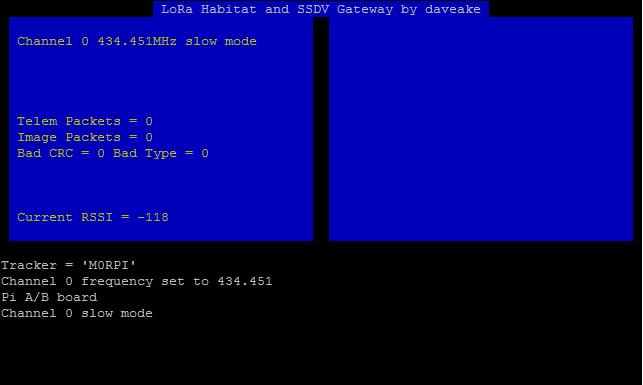 LoRa Habitat and SSDV Gateway by daveake
Channel 0 434.451MHz slow mode
Telem Packets = 0
Image Packets = 0
Bad CRC = 0 Bad Type = 0
Current RSSI = -118
Tracker = 'M0RPI'
Channel 0 frequency set to 434.451
Pi A/B board
Channel 0 slow mode